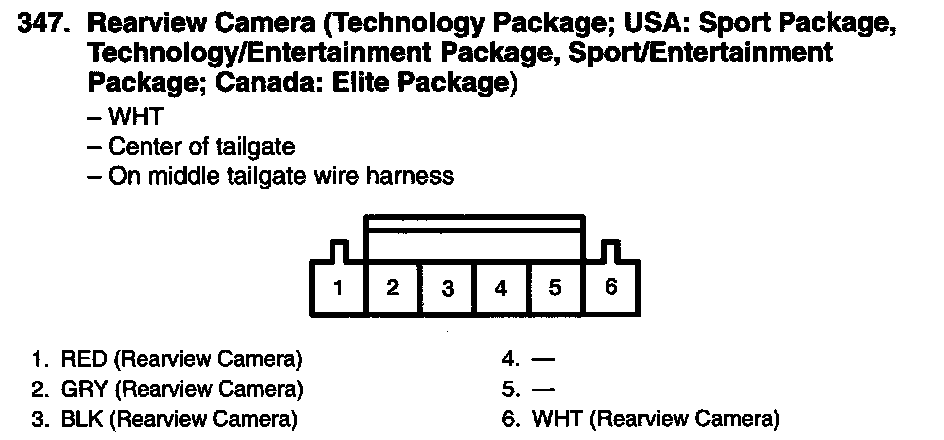 347. Rearview Camera (Technology Package; USA: Sport Package,
Technology/Entertainment Package, Sport/Entertainment
Package; Canada: Elite Package)
– WHT
– Center of tailgate
– On middle tailgate wire harness
1 2 3 4 5 6
1. RED (Rearview Camera)
2. GRY (Rearview Camera)
3. BLK (Rearview Camera)
4. —
5. —
6. WHT (Rearview Camera)